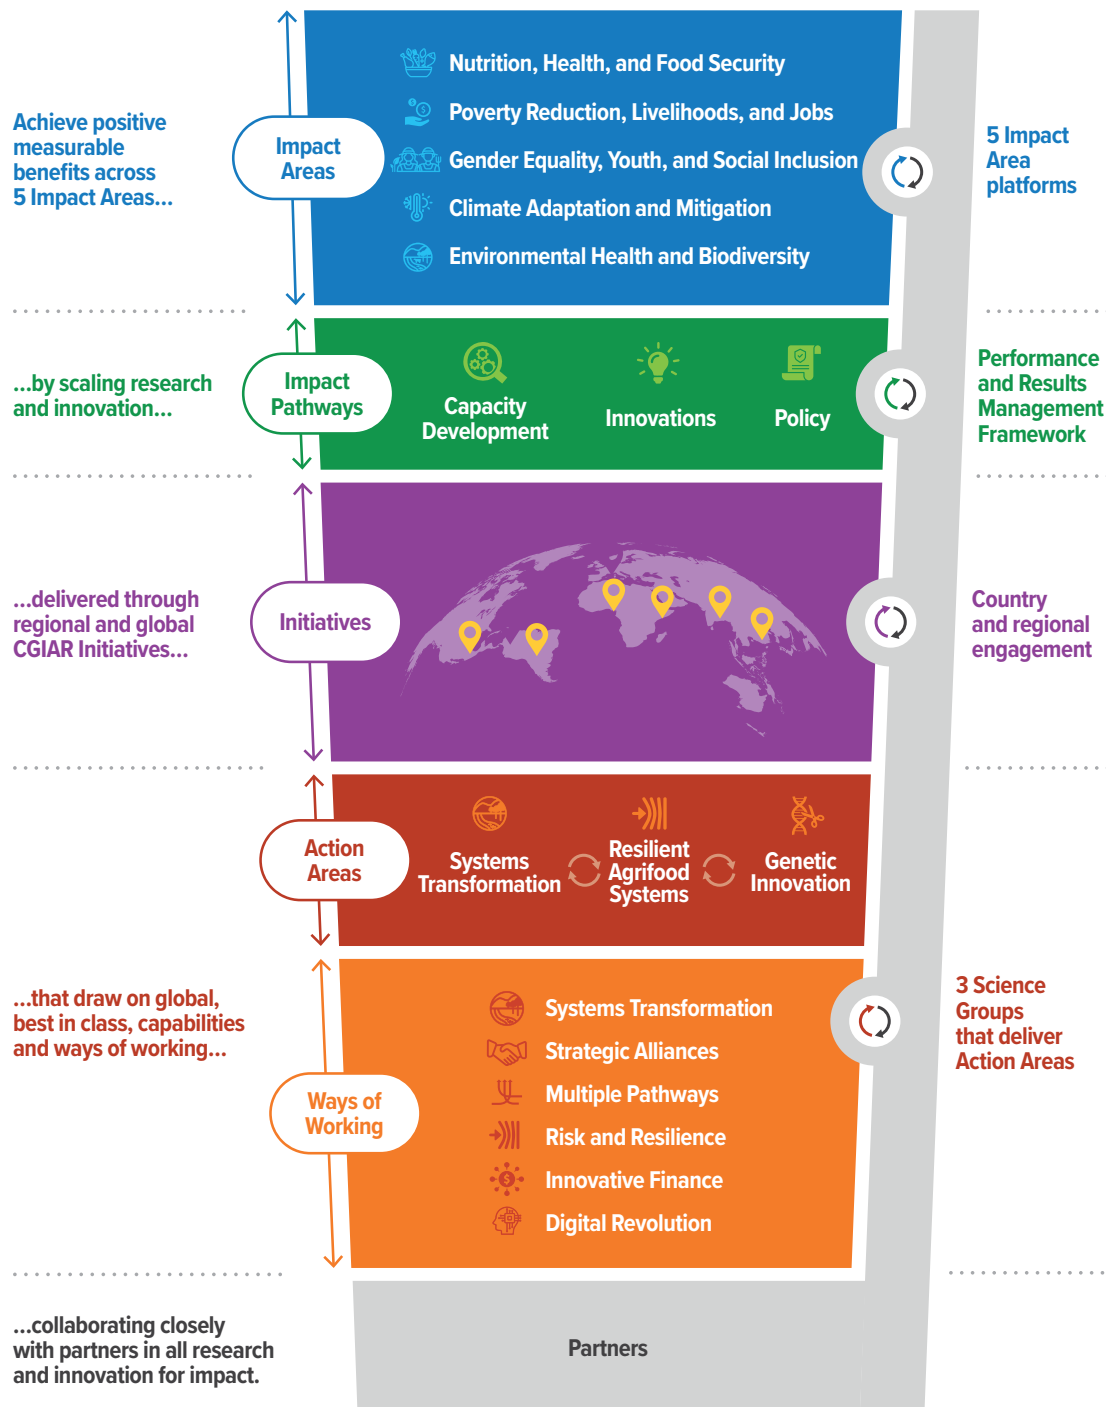 Achieve positive
measurable
benefits across
5 Impact Areas...
Impact
Areas
Nutrition, Health, and Food Security
Poverty Reduction, Livelihoods, and Jobs
Gender Equality, Youth, and Social Inclusion
Climate Adaptation and Mitigation
Environmental Health and Biodiversity
5 Impact
Area
platforms
...by scaling research
and innovation...
Impact
Pathways
Capacity
Development
Innovations
Policy
Performance
and Results
Management
Framework
...delivered through
regional and global
CGIAR Initiatives...
Initiatives
Country
and regional
engagement
Action
Areas
Systems
Transformation
Resilient
Agrifood
Systems
Genetic
Innovation
...that draw on global,
best in class, capabilities
and ways of working...
Ways of
Working
Systems Transformation
Strategic Alliances
Multiple Pathways
Risk and Resilience
Innovative Finance
Digital Revolution
3 Science
Groups
that deliver
Action Areas
...collaborating closely
with partners in all research
and innovation for impact.
Partners